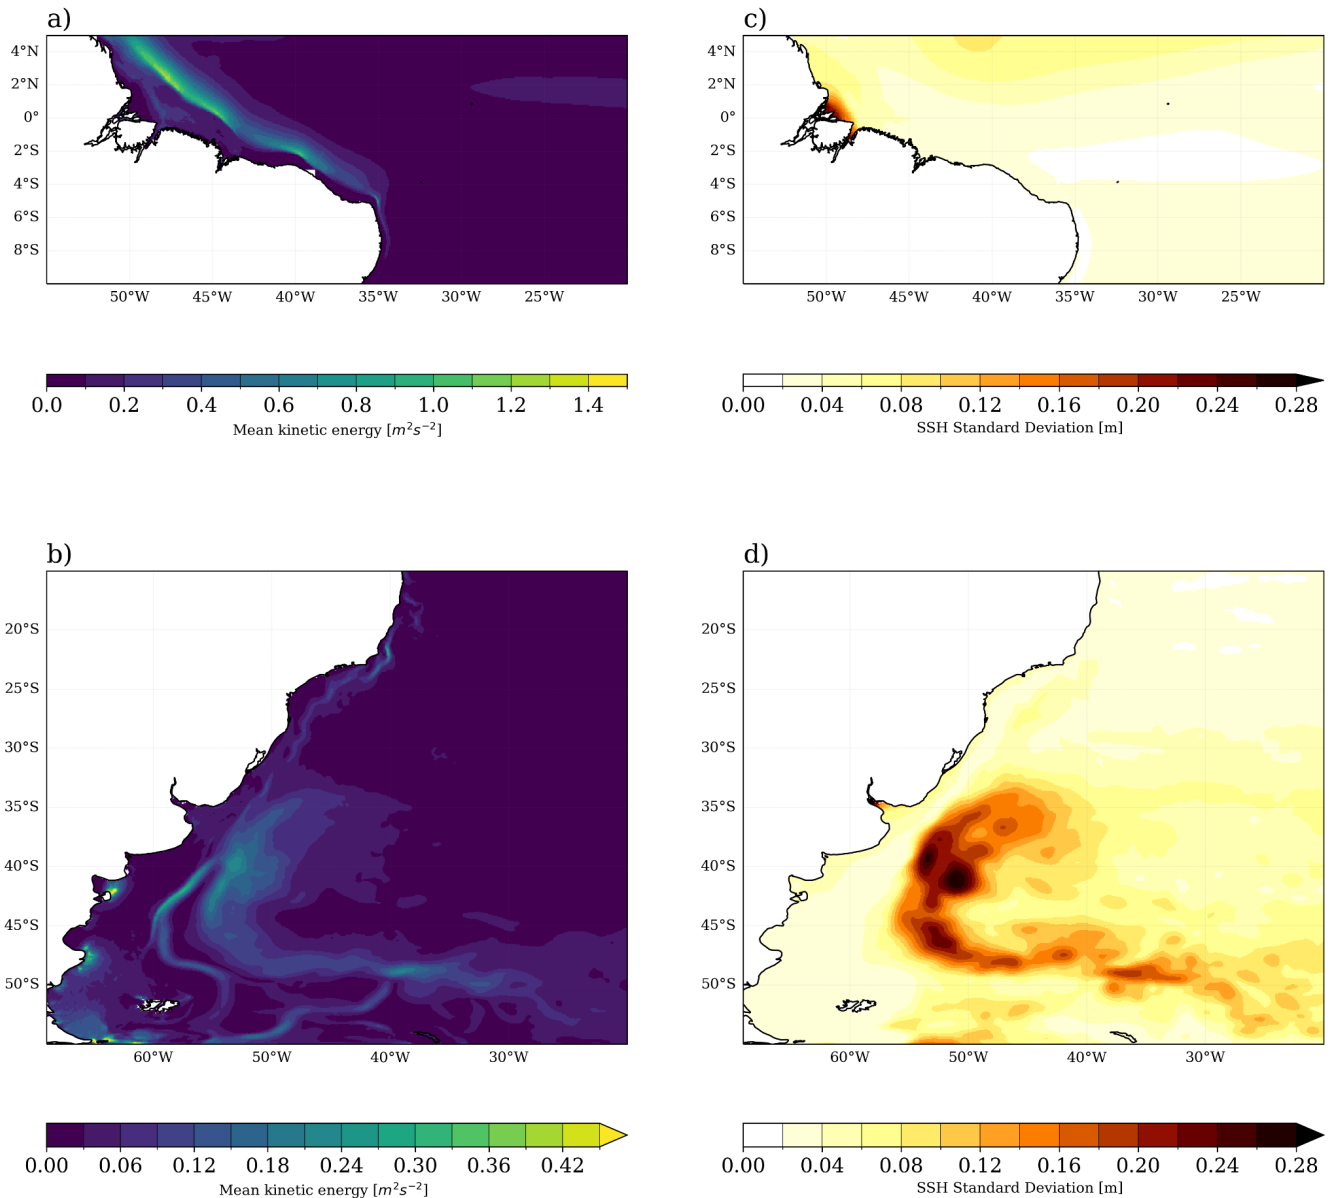 a)
4°N
2°N
0°
2°S
4°S
6°S
8°S
50°W 45°W 40°W 35°W 30°W 25°W
0.0 0.2 0.4 0.6 0.8 1.0 1.2 1.4
Mean kinetic energy [m²s⁻²]
c)
4°N
2°N
0°
2°S
4°S
6°S
8°S
50°W 45°W 40°W 35°W 30°W 25°W
0.00 0.04 0.08 0.12 0.16 0.20 0.24 0.28
SSH Standard Deviation [m]
b)
20°S
25°S
30°S
35°S
40°S
45°S
50°S
60°W 50°W 40°W 30°W
0.00 0.06 0.12 0.18 0.24 0.30 0.36 0.42
Mean kinetic energy [m²s⁻²]
d)
20°S
25°S
30°S
35°S
40°S
45°S
50°S
60°W 50°W 40°W 30°W
0.00 0.04 0.08 0.12 0.16 0.20 0.24 0.28
SSH Standard Deviation [m]